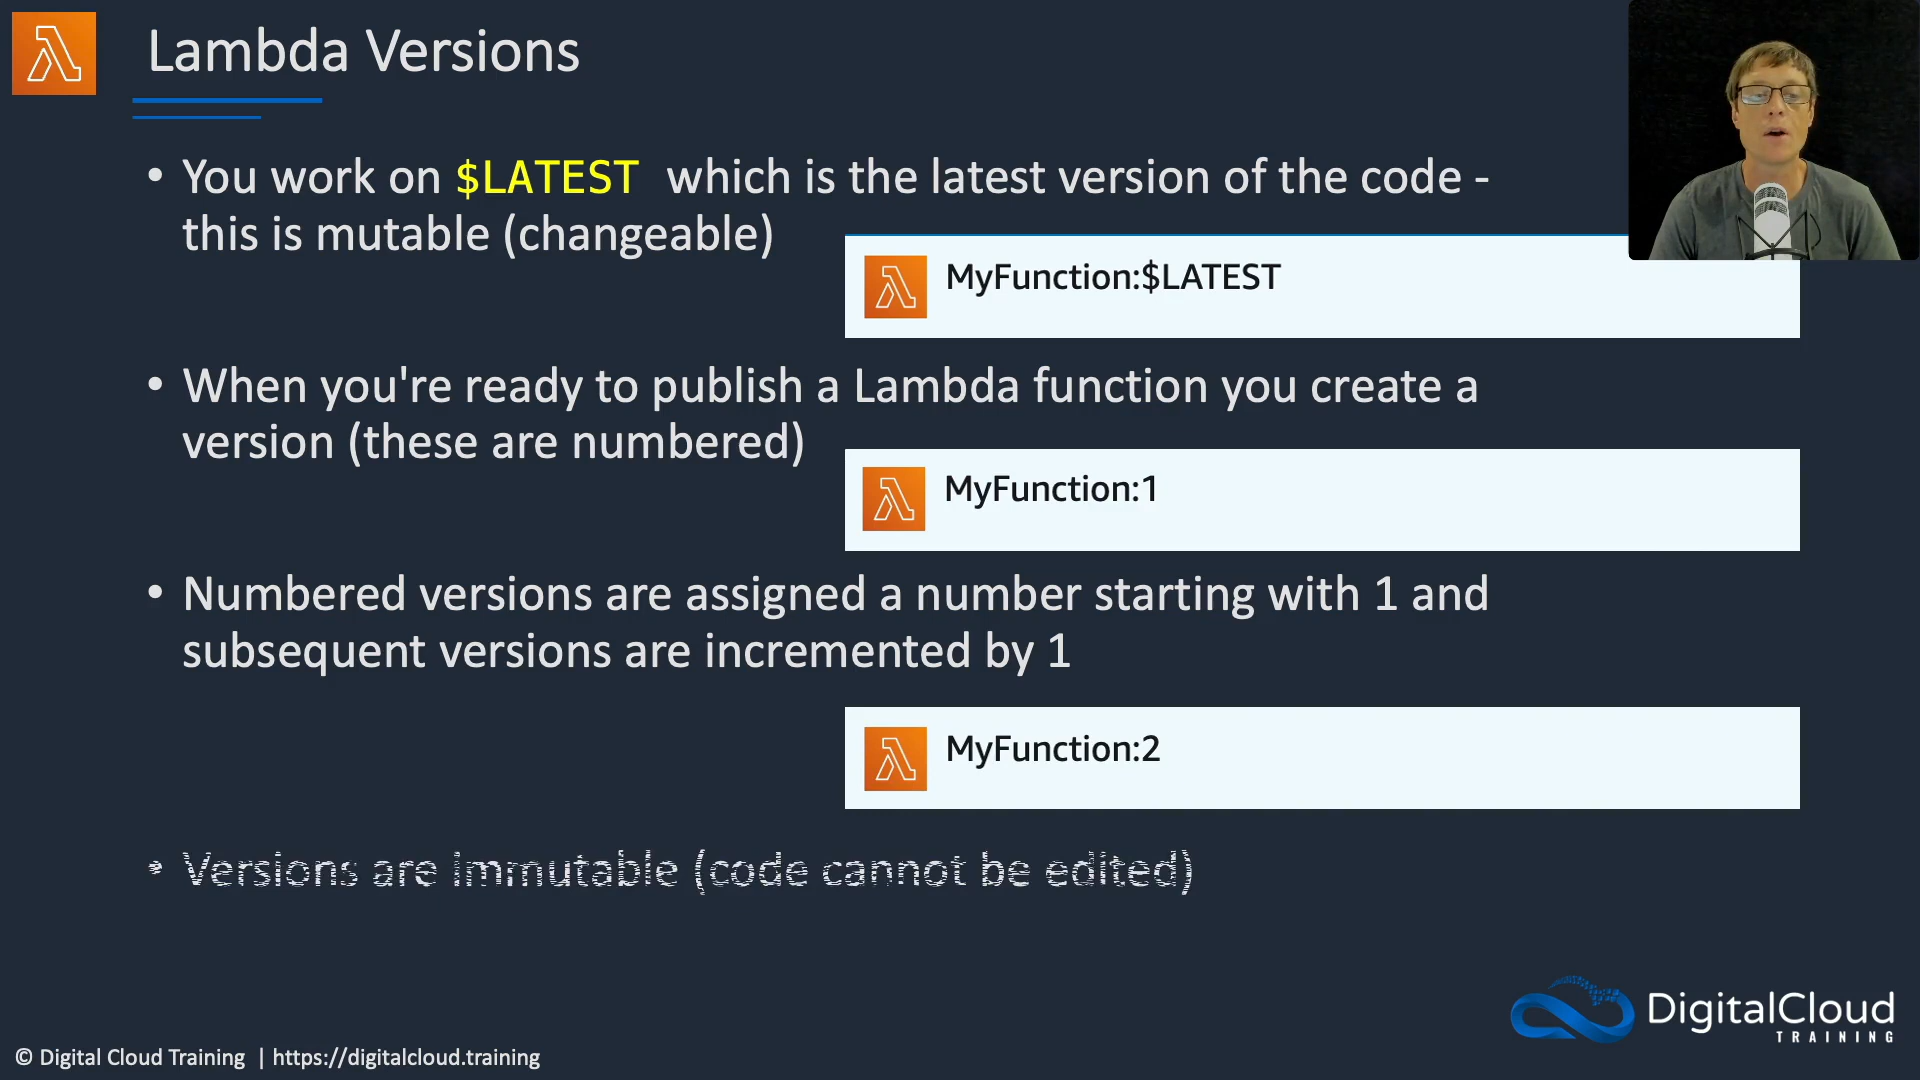 Lambda Versions
• You work on $LATEST which is the latest version of the code -
this is mutable (changeable)
MyFunction:$LATEST
• When you're ready to publish a Lambda function you create a
version (these are numbered)
MyFunction:1
• Numbered versions are assigned a number starting with 1 and
subsequent versions are incremented by 1
MyFunction:2
• Versions are immutable (code cannot be edited)
DigitalCloud
TRAINING
© Digital Cloud Training | https://digitalcloud.training